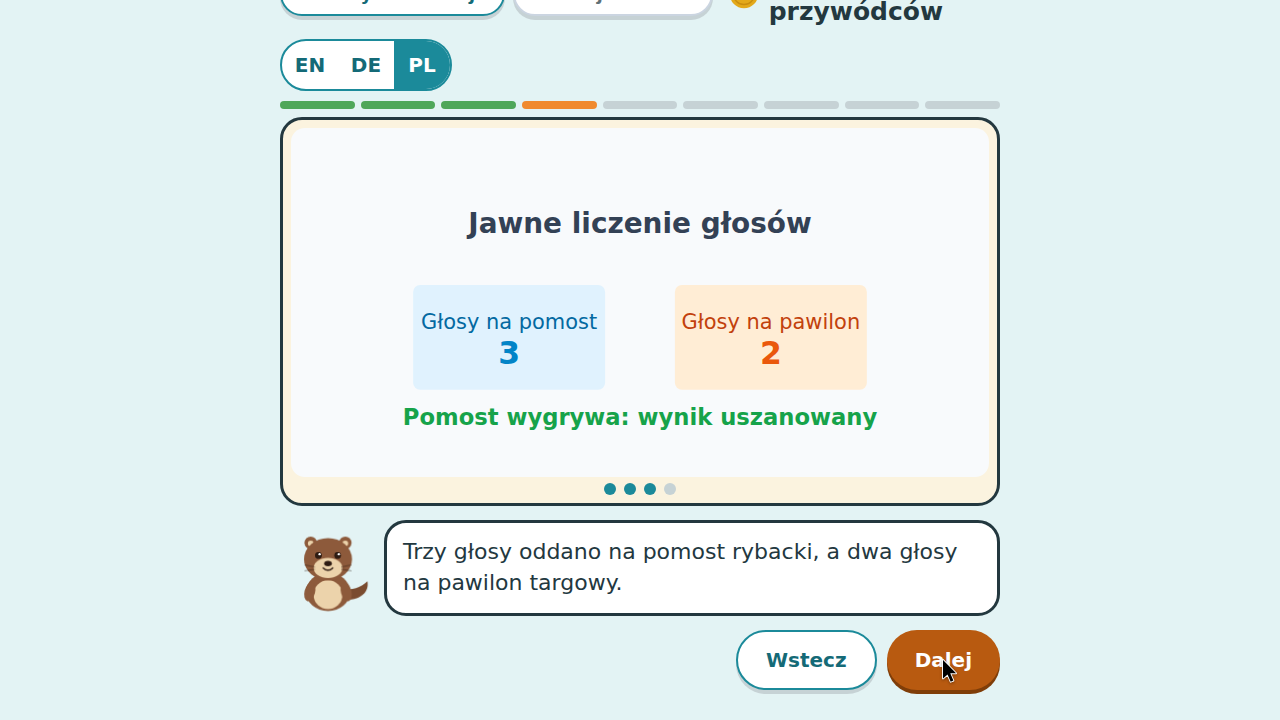 przywódców
EN DE PL
Jawne liczenie głosów
Głosy na pomost
3
Głosy na pawilon
2
Pomost wygrywa: wynik uszanowany
Trzy głosy oddano na pomost rybacki, a dwa głosy
na pawilon targowy.
Wstecz
Dalej